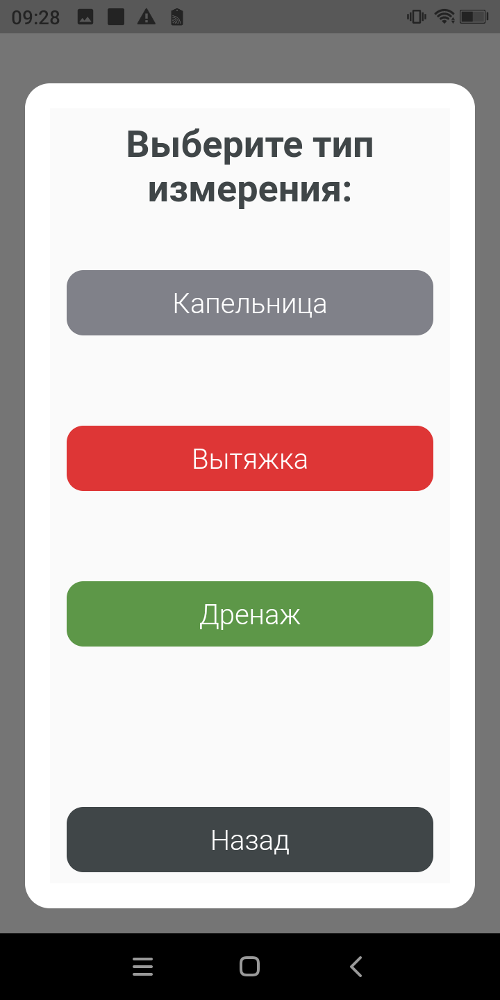 09:28
Выберите тип
измерения:
Капельница
Вытяжка
Дренаж
Назад